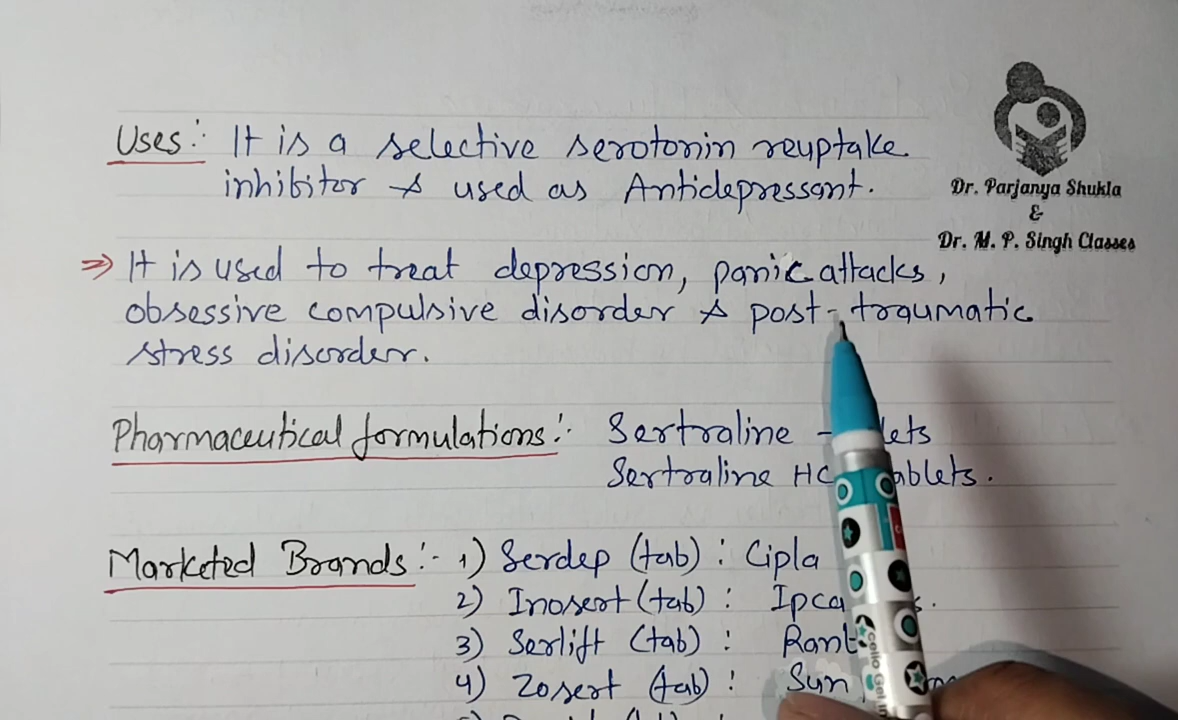 Uses:- It is a selective serotonin reuptake
inhibitor & used as Antidepressant.
Dr. Parjanya Shukla
&
Dr. M. P. Singh Classes
⇒ It is used to treat depression, panic attacks,
obsessive compulsive disorder & post-traumatic
stress disorder.
Pharmaceutical formulations:- Sertraline
Sertraline
Marketed Brands:- 1) Serdep (tab) : Cipla
2) Inosert (tab) : Ipca
3) Serlift (tab) :
4) Zosert (tab) : Sun